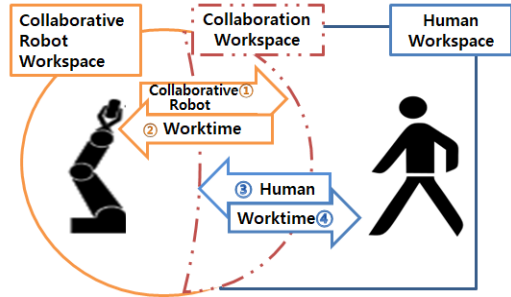 Collaborative
Robot
Workspace
Collaboration
Workspace
Human
Workspace
Collaborative①
Robot
② Worktime
③ Human
Worktime④